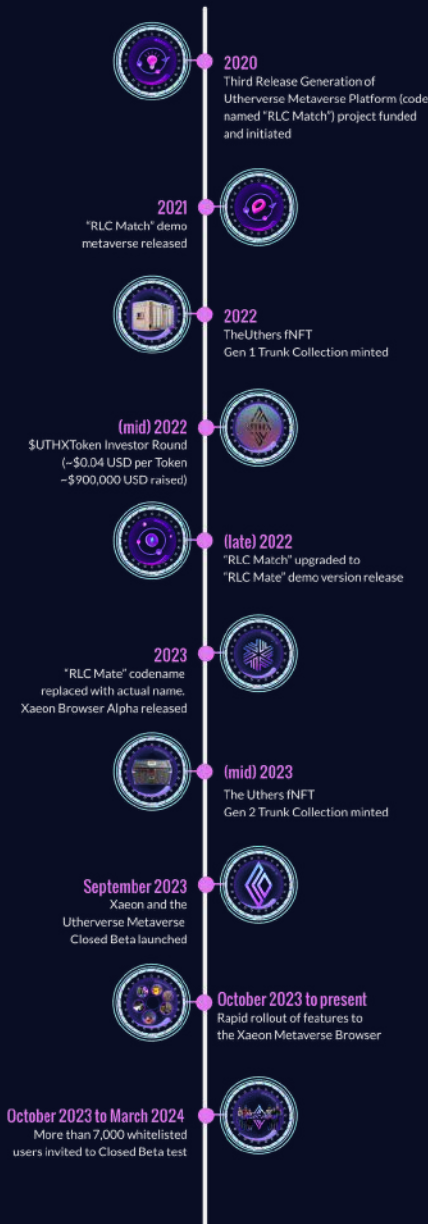 2020
Third Release Generation of
Utherverse Metaverse Platform (code
named "RLC Match") project funded
and initiated
2021
"RLC Match" demo
metaverse released
2022
TheUthers fNFT
Gen 1 Trunk Collection minted
(mid) 2022
$UTHXToken Investor Round
(~$0.04 USD per Token
~$900,000 USD raised)
(late) 2022
"RLC Match" upgraded to
"RLC Mate" demo version release
2023
"RLC Mate" codename
replaced with actual name.
Xaeon Browser Alpha released
(mid) 2023
The Uthers fNFT
Gen 2 Trunk Collection minted
September 2023
Xaeon and the
Utherverse Metaverse
Closed Beta launched
October 2023 to present
Rapid rollout of features to
the Xaeon Metaverse Browser
October 2023 to March 2024
More than 7,000 whitelisted
users invited to Closed Beta test